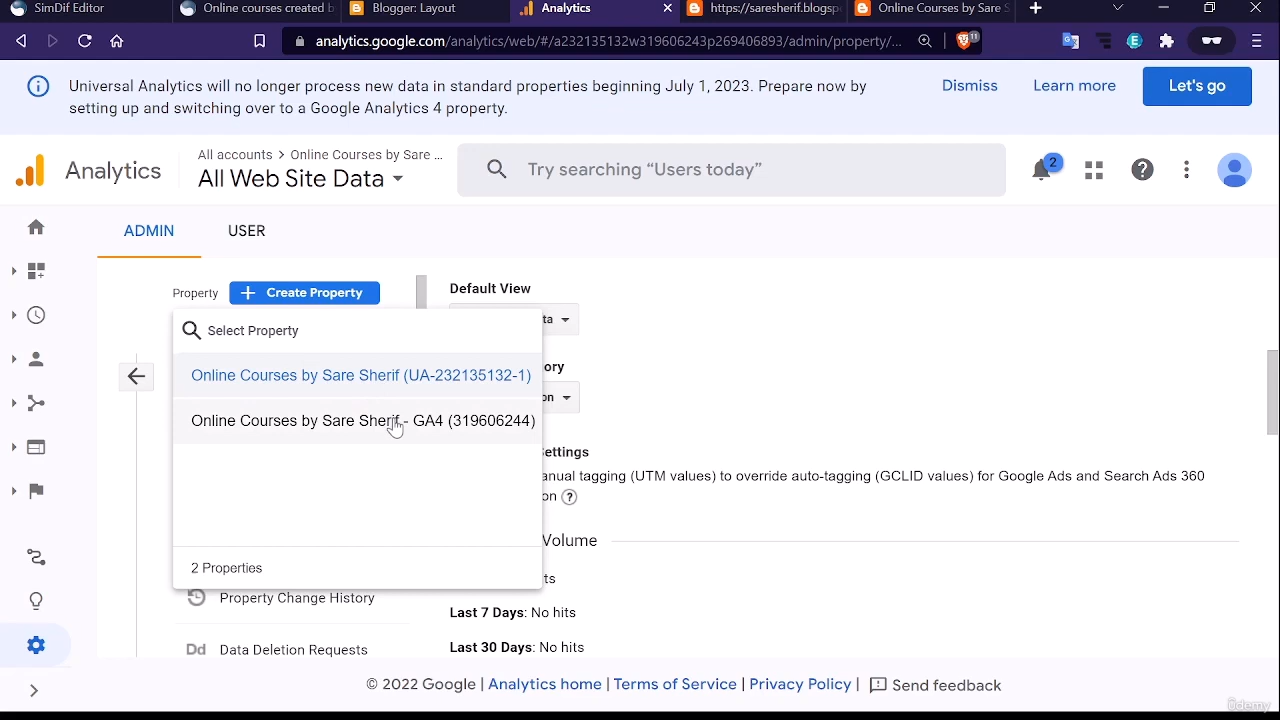 SimDif Editor
Online courses created b
Blogger: Layout
Analytics
https://saresherif.blogsp
Online Courses by Sare S
analytics.google.com/analytics/web/#/a232135132w319606243p269406893/admin/property/...
11
E
Universal Analytics will no longer process new data in standard properties beginning July 1, 2023. Prepare now by
setting up and switching over to a Google Analytics 4 property.
Dismiss
Learn more
Let's go
Analytics
All accounts > Online Courses by Sare ...
All Web Site Data
Try searching “Users today”
2
ADMIN
USER
Property
Create Property
Default View
Select Property
ta
Online Courses by Sare Sherif (UA-232135132-1)
ory
on
Online Courses by Sare Sherif - GA4 (319606244)
ettings
anual tagging (UTM values) to override auto-tagging (GCLID values) for Google Ads and Search Ads 360
on ?
Volume
2 Properties
ts
Property Change History
Last 7 Days: No hits
Dd Data Deletion Requests
Last 30 Days: No hits
© 2022 Google | Analytics home | Terms of Service | Privacy Policy | Send feedback
Udemy